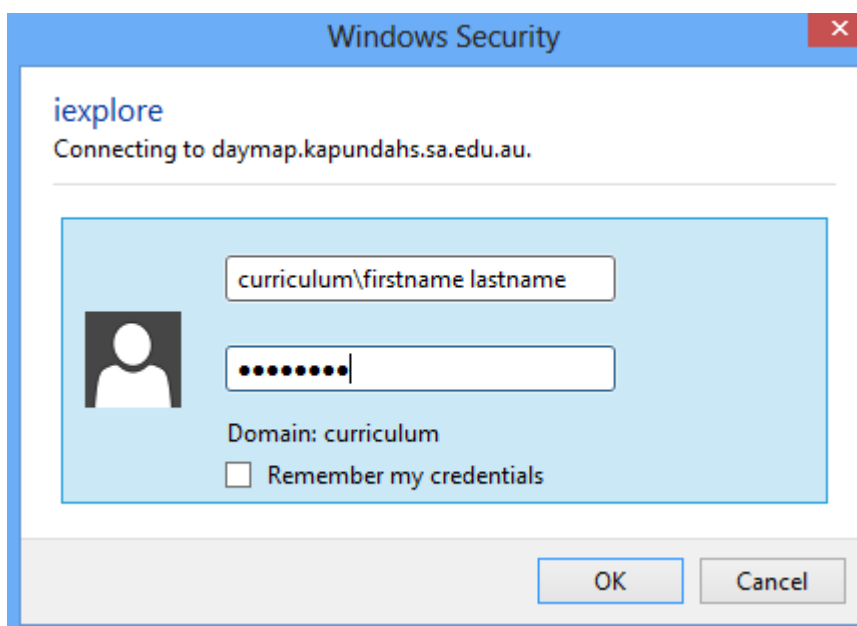 Windows Security
iexplore
Connecting to daymap.kapundahs.sa.edu.au.
curriculum\firstname lastname
●●●●●●●●
Domain: curriculum
Remember my credentials
OK
Cancel